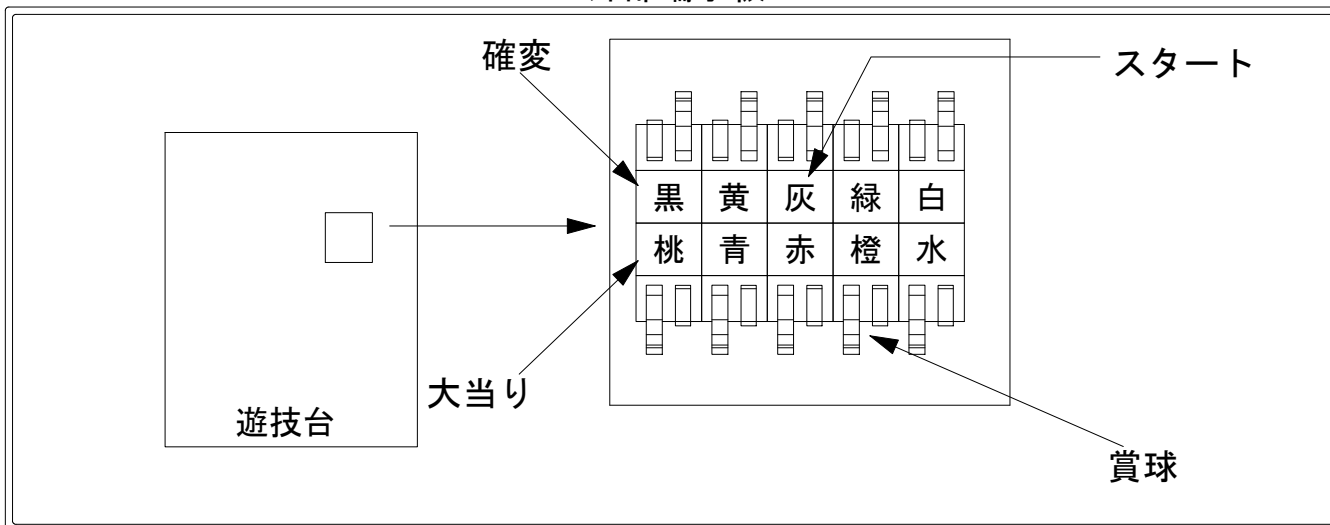 確変
スタート
黒 黄 灰 緑 白
桃 青 赤 橙 水
大当り
遊技台
賞球